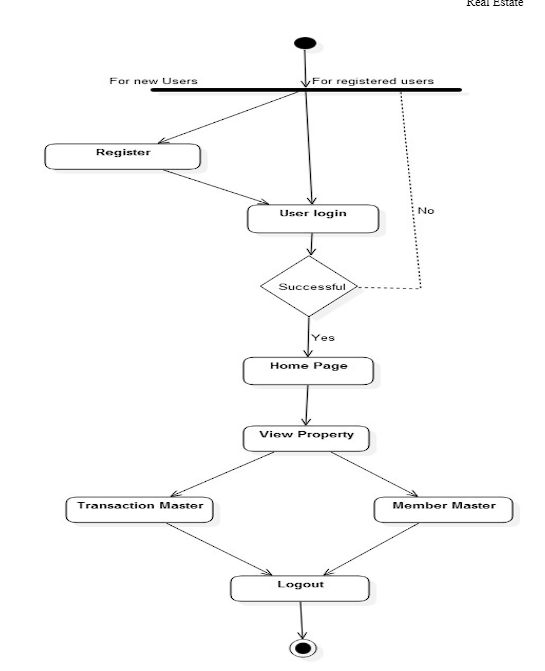 Real Estate
For new Users
For registered users
Register
User login
No
Successful
Yes
Home Page
View Property
Transaction Master
Member Master
Logout